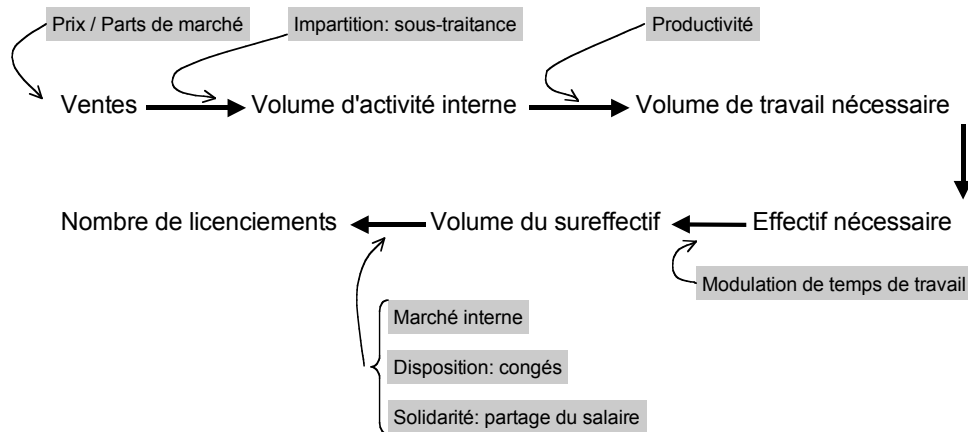 Prix / Parts de marché
Impartition: sous-traitance
Productivité
Ventes
Volume d'activité interne
Volume de travail nécessaire
Nombre de licenciements
Volume du sureffectif
Effectif nécessaire
Modulation de temps de travail
Marché interne
Disposition: congés
Solidarité: partage du salaire